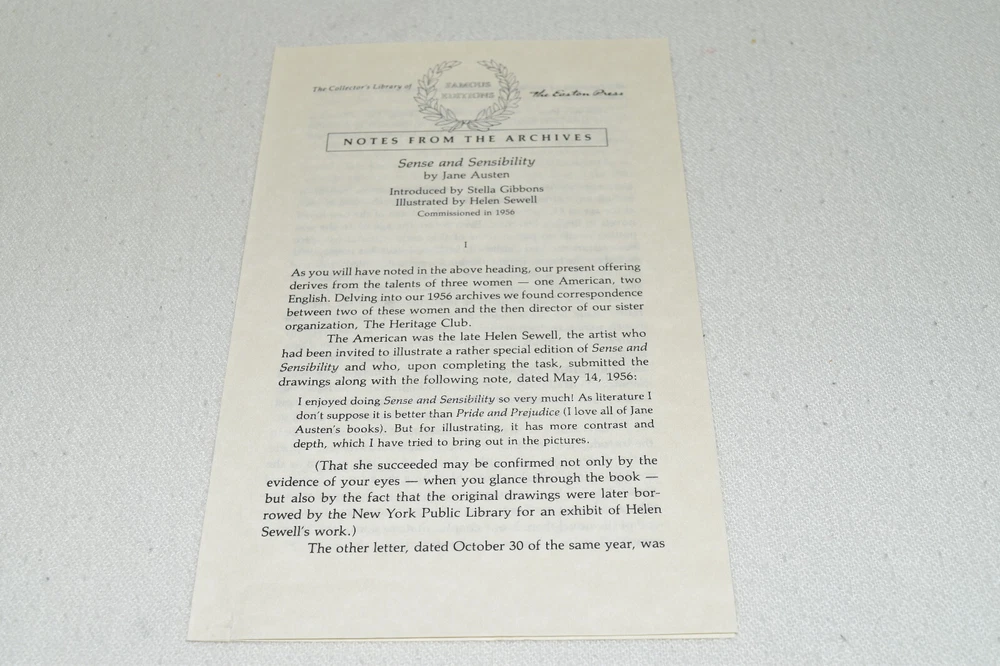 The Collector's Library of
FAMOUS
EDITIONS
The Easton Press
NOTES FROM THE ARCHIVES
Sense and Sensibility
by Jane Austen
Introduced by Stella Gibbons
Illustrated by Helen Sewell
Commissioned in 1956
I
As you will have noted in the above heading, our present offering
derives from the talents of three women — one American, two
English. Delving into our 1956 archives we found correspondence
between two of these women and the then director of our sister
organization, The Heritage Club.
The American was the late Helen Sewell, the artist who
had been invited to illustrate a rather special edition of Sense and
Sensibility and who, upon completing the task, submitted the
drawings along with the following note, dated May 14, 1956:
I enjoyed doing Sense and Sensibility so very much! As literature I
don't suppose it is better than Pride and Prejudice (I love all of Jane
Austen's books). But for illustrating, it has more contrast and
depth, which I have tried to bring out in the pictures.
(That she succeeded may be confirmed not only by the
evidence of your eyes — when you glance through the book —
but also by the fact that the original drawings were later bor-
rowed by the New York Public Library for an exhibit of Helen
Sewell's work.)
The other letter, dated October 30 of the same year, was